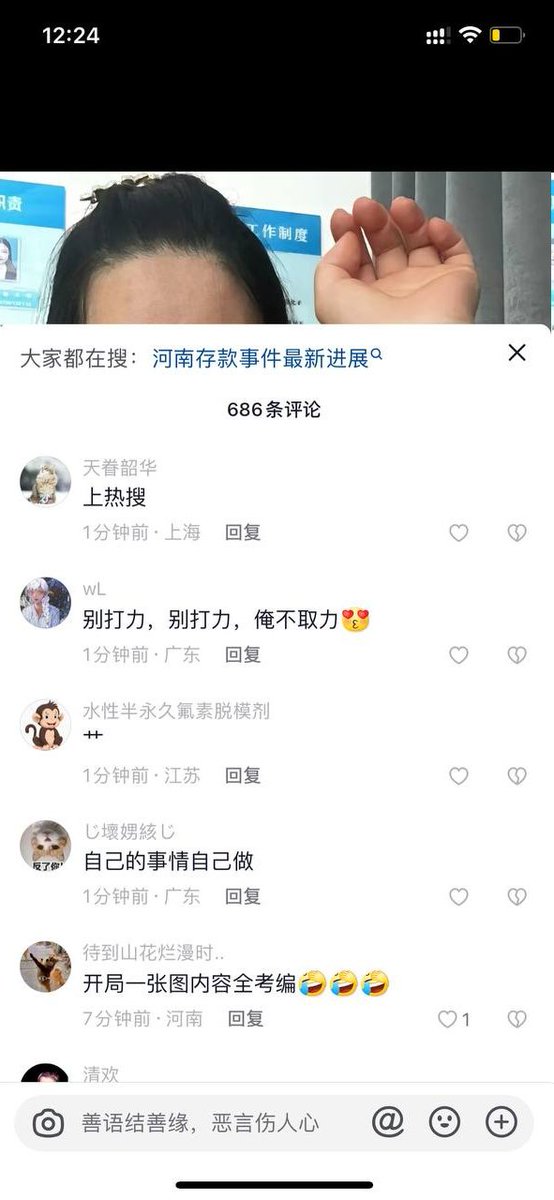 12:24
职责
工作制度
大家都在搜：河南存款事件最新进展
686条评论
天眷韶华
上热搜
1分钟前·上海 回复
wL
别打力，别打力，俺不取力
1分钟前·广东 回复
水性半永久氟素脱模剂
艹
1分钟前·江苏 回复
じ壞娚絃じ
自己的事情自己做
1分钟前·广东 回复
反了你!
待到山花烂漫时..
开局一张图内容全考编
7分钟前·河南 回复
1
清欢
善语结善缘，恶言伤人心